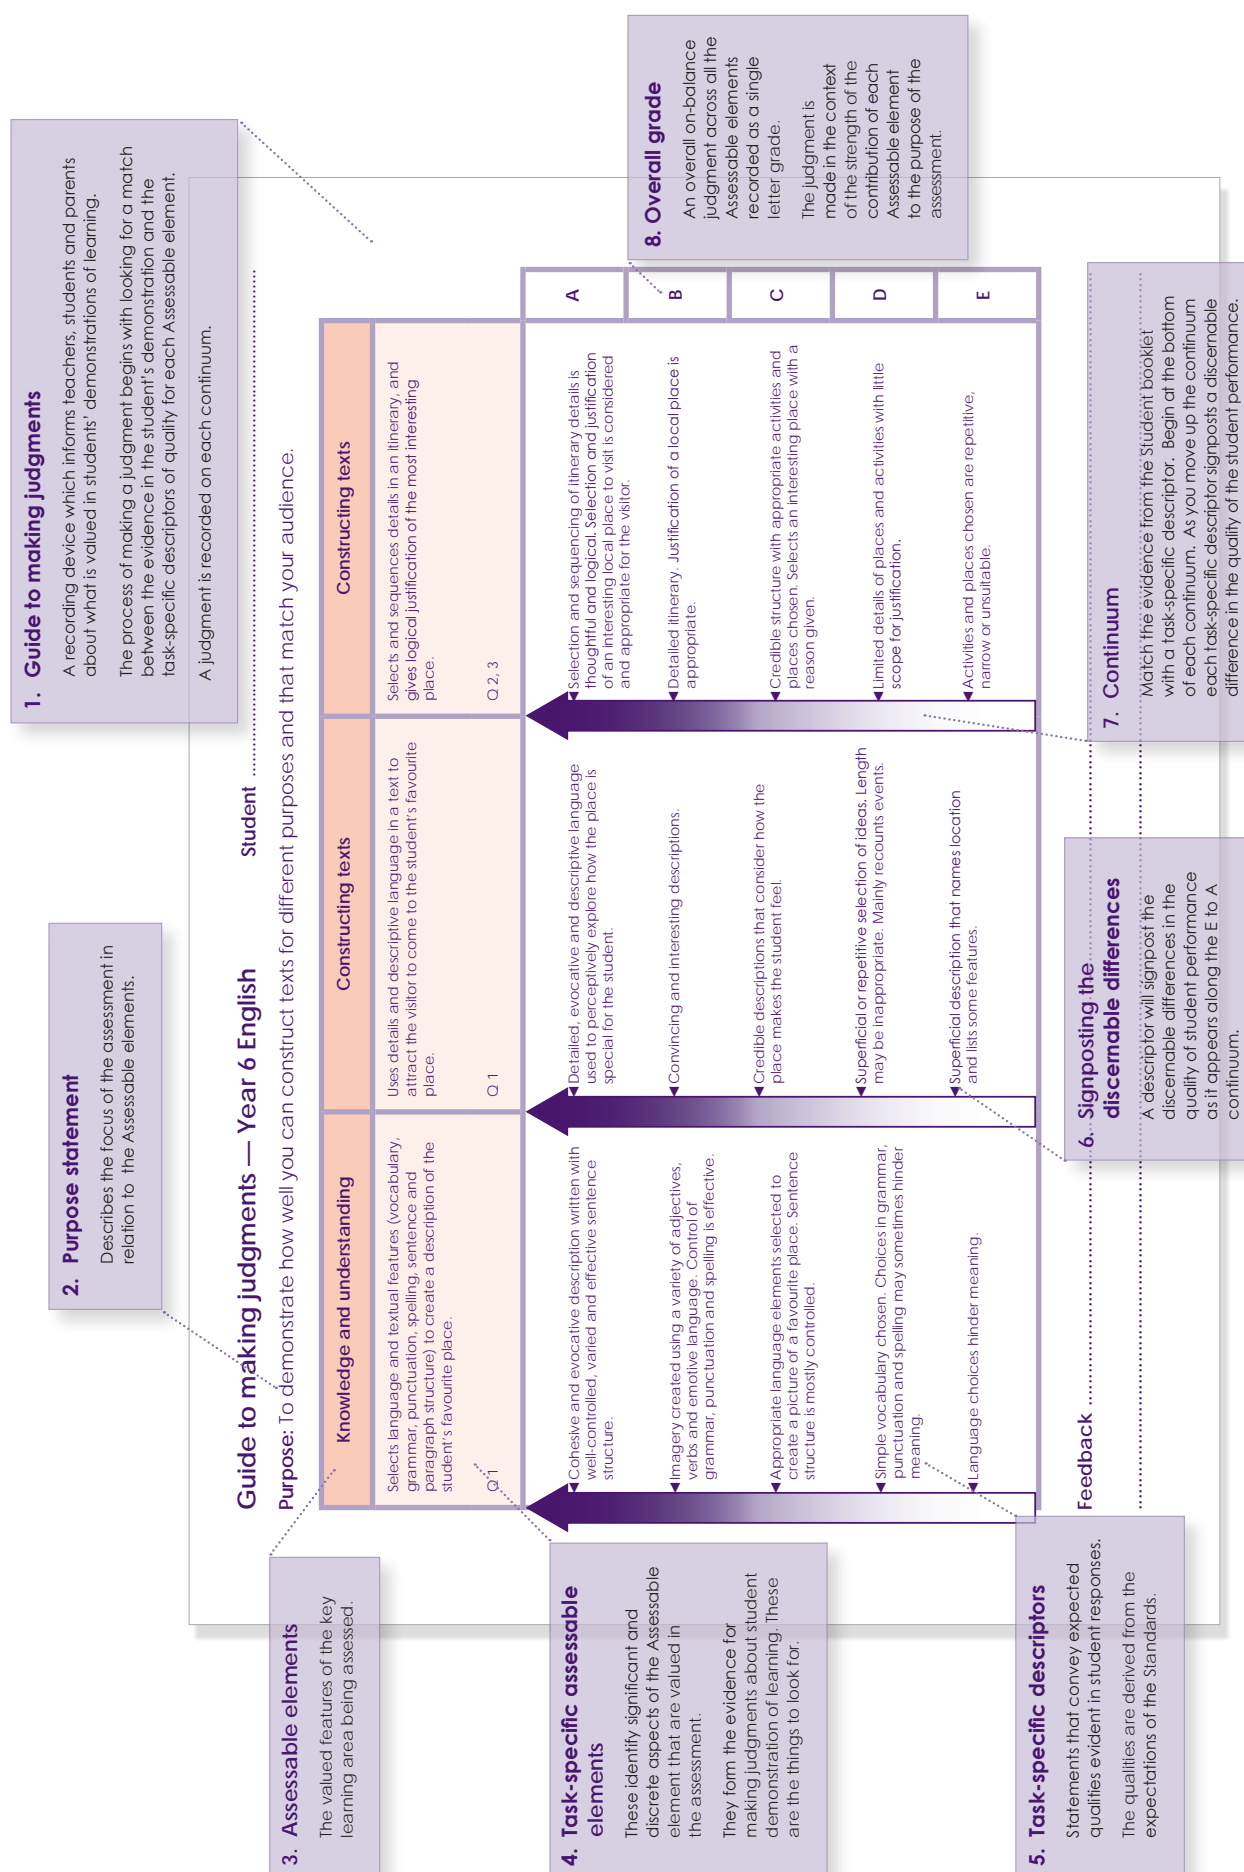 1. Guide to making judgments
A recording device which informs teachers, students and parents
about what is valued in students' demonstrations of learning.
The process of making a judgment begins with looking for a match
between the evidence in the student's demonstration and the
task-specific descriptors of quality for each Assessable element.
A judgment is recorded on each continuum.
2. Purpose statement
Describes the focus of the assessment in
relation to the Assessable elements.
Guide to making judgments — Year 6 English
Student
Purpose: To demonstrate how well you can construct texts for different purposes and that match your audience.
3. Assessable elements
The valued features of the key
learning area being assessed.
Knowledge and understanding
Constructing texts
Constructing texts
Selects language and textual features (vocabulary,
grammar, punctuation, spelling, sentence and
paragraph structure) to create a description of the
student's favourite place.
Q 1
Uses details and descriptive language in a text to
attract the visitor to come to the student's favourite
place.
Q 1
Selects and sequences details in an itinerary, and
gives logical justification of the most interesting
place.
Q 2, 3
4. Task-specific assessable
elements
These identify significant and
discrete aspects of the Assessable
element that are valued in
the assessment.
They form the evidence for
making judgments about student
demonstration of learning. These
are the things to look for.
Cohesive and evocative description written with
well-controlled, varied and effective sentence
structure.
Imagery created using a variety of adjectives,
verbs and emotive language. Control of
grammar, punctuation and spelling is effective.
Appropriate language elements selected to
create a picture of a favourite place. Sentence
structure is mostly controlled.
Simple vocabulary chosen. Choices in grammar,
punctuation and spelling may sometimes hinder
meaning.
Language choices hinder meaning.
Detailed, evocative and descriptive language
used to perceptively explore how the place is
special for the student.
Convincing and interesting descriptions.
Credible descriptions that consider how the
place makes the student feel.
Superficial or repetitive selection of ideas. Length
may be inappropriate. Mainly recounts events.
Superficial description that names location
and lists some features.
Selection and sequencing of itinerary details is
thoughtful and logical. Selection and justification
of an interesting local place to visit is considered
and appropriate for the visitor.
Detailed itinerary. Justification of a local place is
appropriate.
Credible structure with appropriate activities and
places chosen. Selects an interesting place with a
reason given.
Limited details of places and activities with little
scope for justification.
Activities and places chosen are repetitive,
narrow or unsuitable.
A
B
C
D
E
8. Overall grade
An overall on-balance
judgment across all the
Assessable elements
recorded as a single
letter grade.
The judgment is
made in the context
of the strength of the
contribution of each
Assessable element
to the purpose of the
assessment.
5. Task-specific descriptors
Statements that convey expected
qualities evident in student responses.
The qualities are derived from the
expectations of the Standards.
Feedback
6. Signposting the
discernable differences
A descriptor will signpost the
discernable differences in the
quality of student performance
as it appears along the E to A
continuum.
7. Continuum
Match the evidence from the Student booklet
with a task-specific descriptor. Begin at the bottom
of each continuum. As you move up the continuum
each task-specific descriptor signposts a discernable
difference in the quality of the student performance.